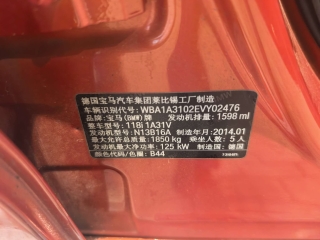 德国宝马汽车集团莱比锡工厂制造
车辆识别代号: WBA1A3102EVY02476
品牌: 宝马(BMW)牌 发动机排量: 1598 ml
整车型号: 118i 1A31V
发动机型号: N13B16A 制造年月: 2014.01
最大允许总质量: 1850 kg 乘坐人数: 5 人
发动机最大净功率: 125 kW 制造国: 德国
颜色代码/色漆: B44